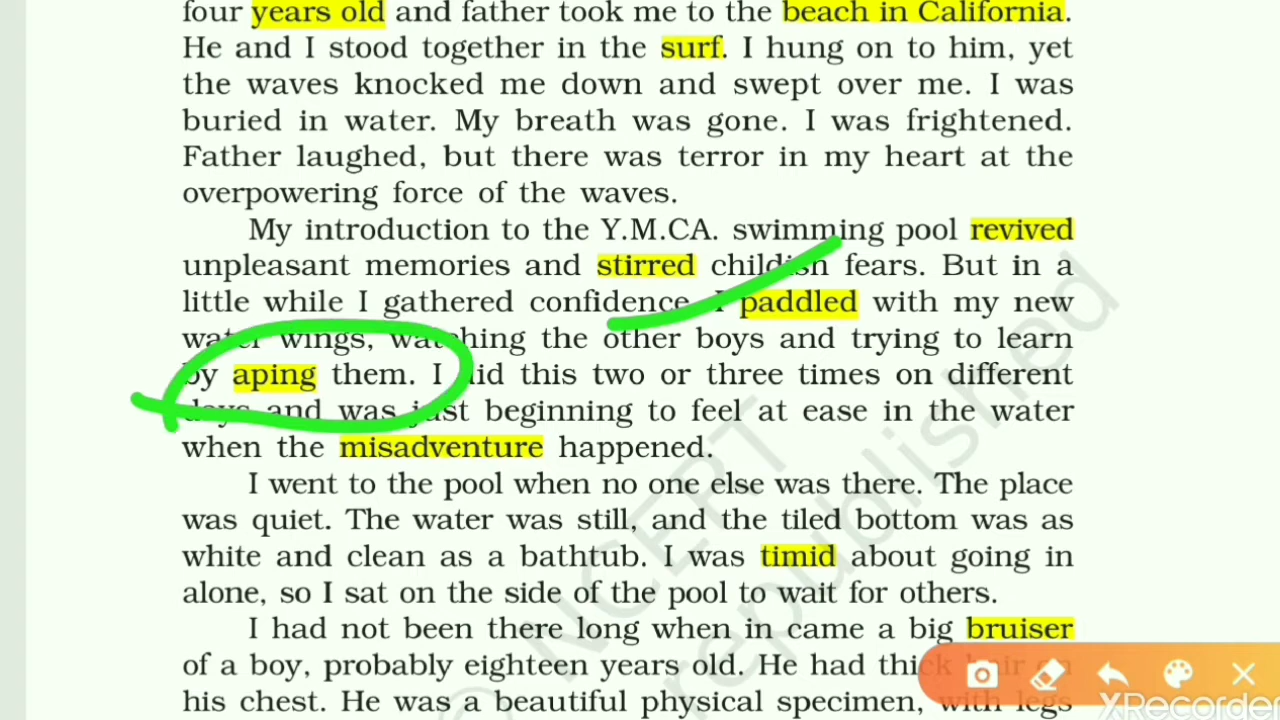 four years old and father took me to the beach in California.
He and I stood together in the surf. I hung on to him, yet
the waves knocked me down and swept over me. I was
buried in water. My breath was gone. I was frightened.
Father laughed, but there was terror in my heart at the
overpowering force of the waves.
My introduction to the Y.M.CA. swimming pool revived
unpleasant memories and stirred childish fears. But in a
little while I gathered confidence. I paddled with my new
water wings, watching the other boys and trying to learn
by aping them. I did this two or three times on different
days and was just beginning to feel at ease in the water
when the misadventure happened.
I went to the pool when no one else was there. The place
was quiet. The water was still, and the tiled bottom was as
white and clean as a bathtub. I was timid about going in
alone, so I sat on the side of the pool to wait for others.
I had not been there long when in came a big bruiser
of a boy, probably eighteen years old. He had thick hair on
his chest. He was a beautiful physical specimen, with legs
© NCERT
republished
XRecorder